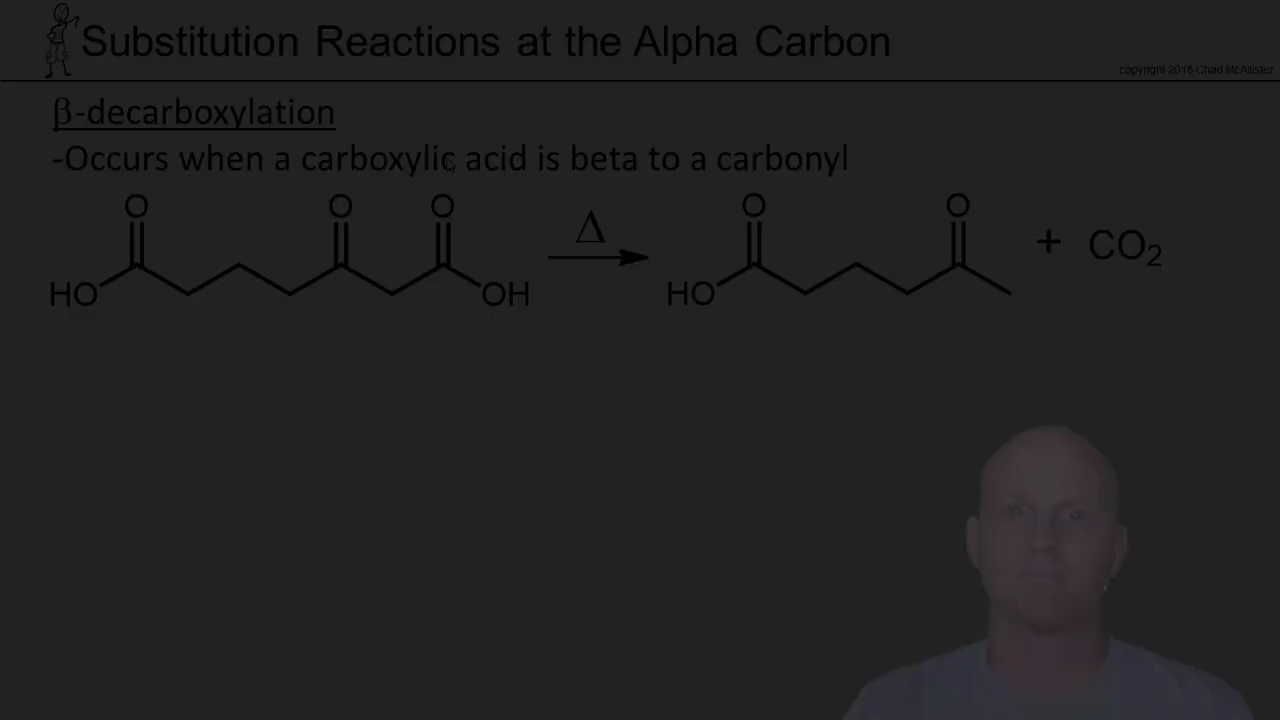 Substitution Reactions at the Alpha Carbon
copyright 2016 Chad McAllister
β-decarboxylation
-Occurs when a carboxylic acid is beta to a carbonyl
O O O Δ O O + CO2
HO OH HO